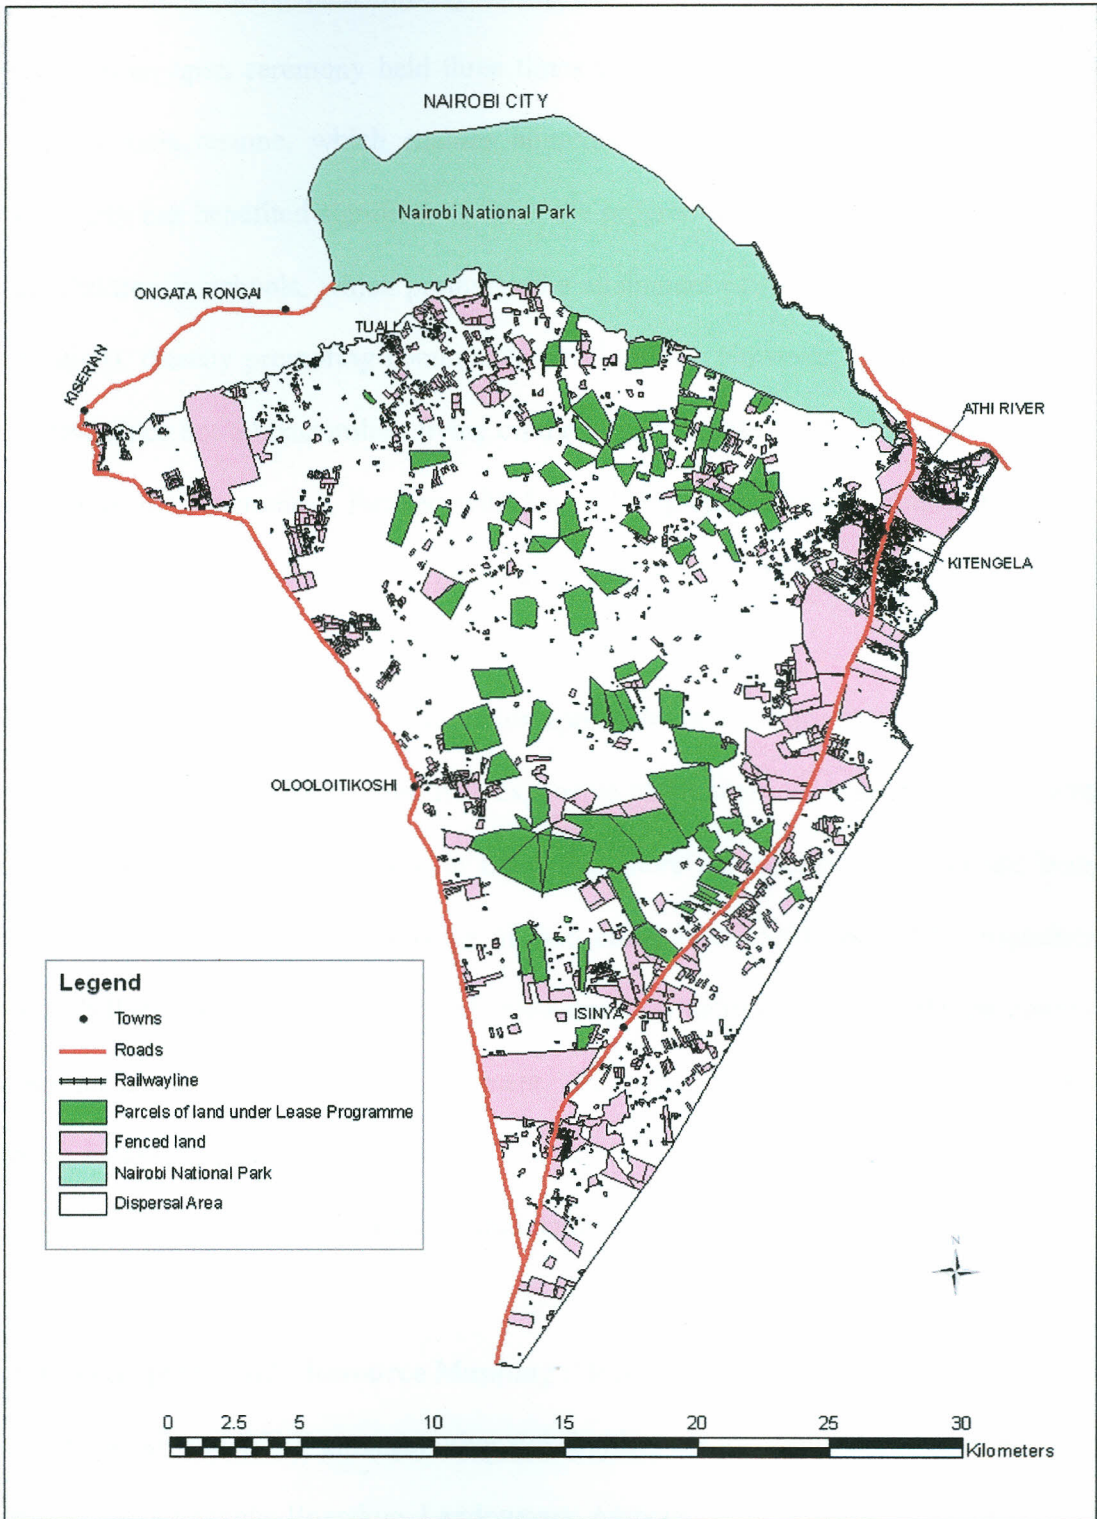 NAIROBI CITY
Nairobi National Park
ONGATA RONGAI
TUALLA
KISERIAN
ATHI RIVER
KITENGELA
OLOOLOITIKOSHI
ISINYA
Legend
Towns
Roads
Railwayline
Parcels of land under Lease Programme
Fenced land
Nairobi National Park
Dispersal Area
N
0 2.5 5 10 15 20 25 30
Kilometers